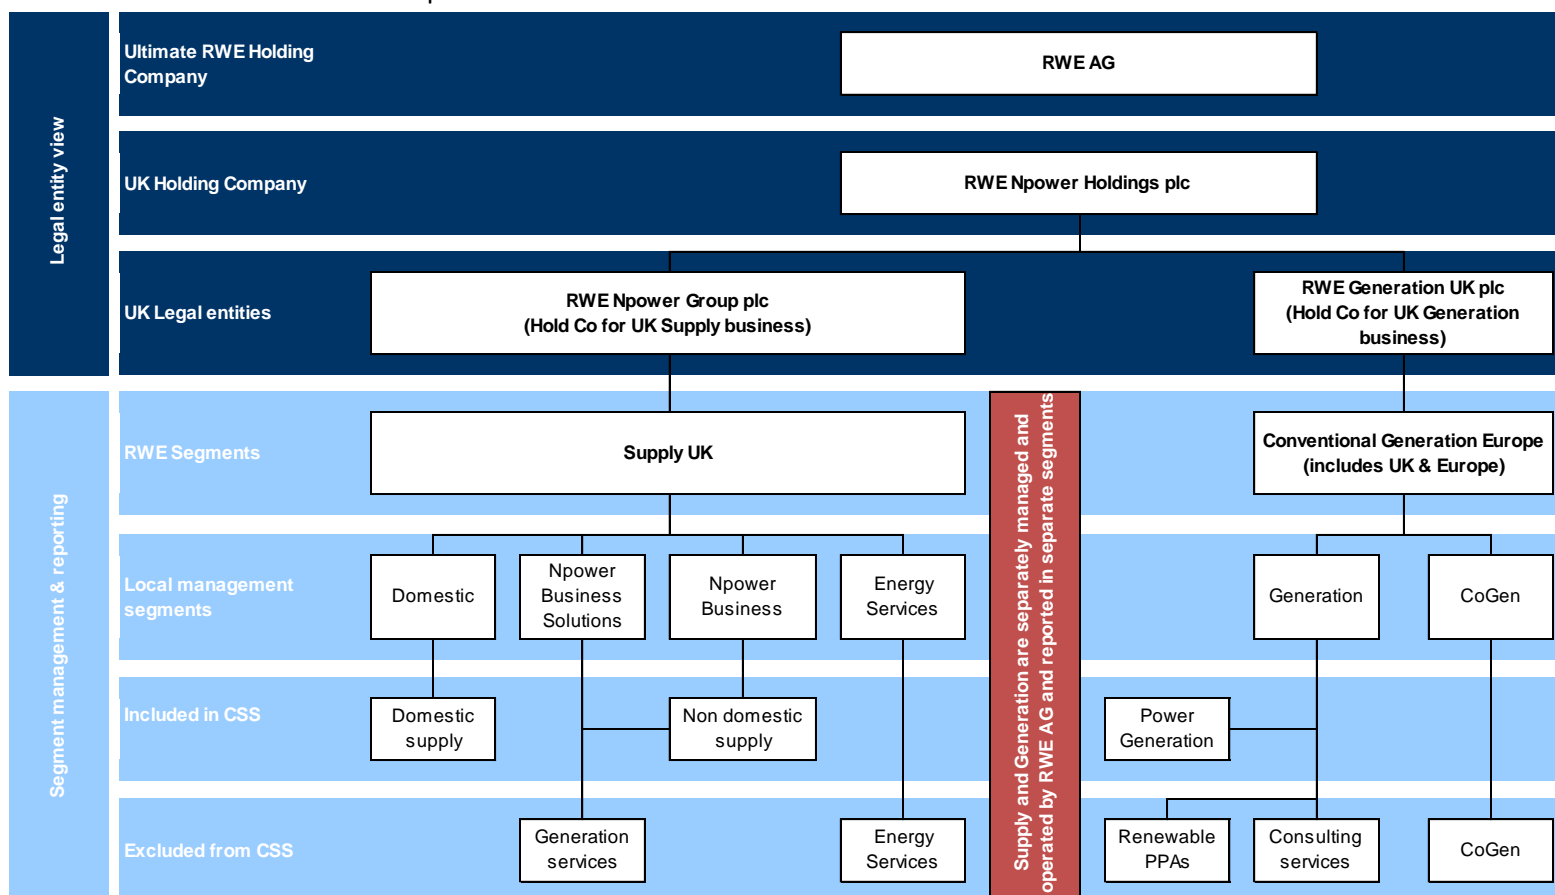 Legal entity view
Ultimate RWE Holding
Company
RWE AG
UK Holding Company
RWE Npower Holdings plc
UK Legal entities
RWE Npower Group plc
(Hold Co for UK Supply business)
RWE Generation UK plc
(Hold Co for UK Generation
business)
Segment management & reporting
RWE Segments
Supply UK
Supply and Generation are separately managed and
operated by RWE AG and reported in separate segments
Conventional Generation Europe
(includes UK & Europe)
Local management
segments
Domestic
Npower
Business
Solutions
Npower
Business
Energy
Services
Generation
CoGen
Included in CSS
Domestic
supply
Non domestic
supply
Power
Generation
Excluded from CSS
Generation
services
Energy
Services
Renewable
PPAs
Consulting
services
CoGen